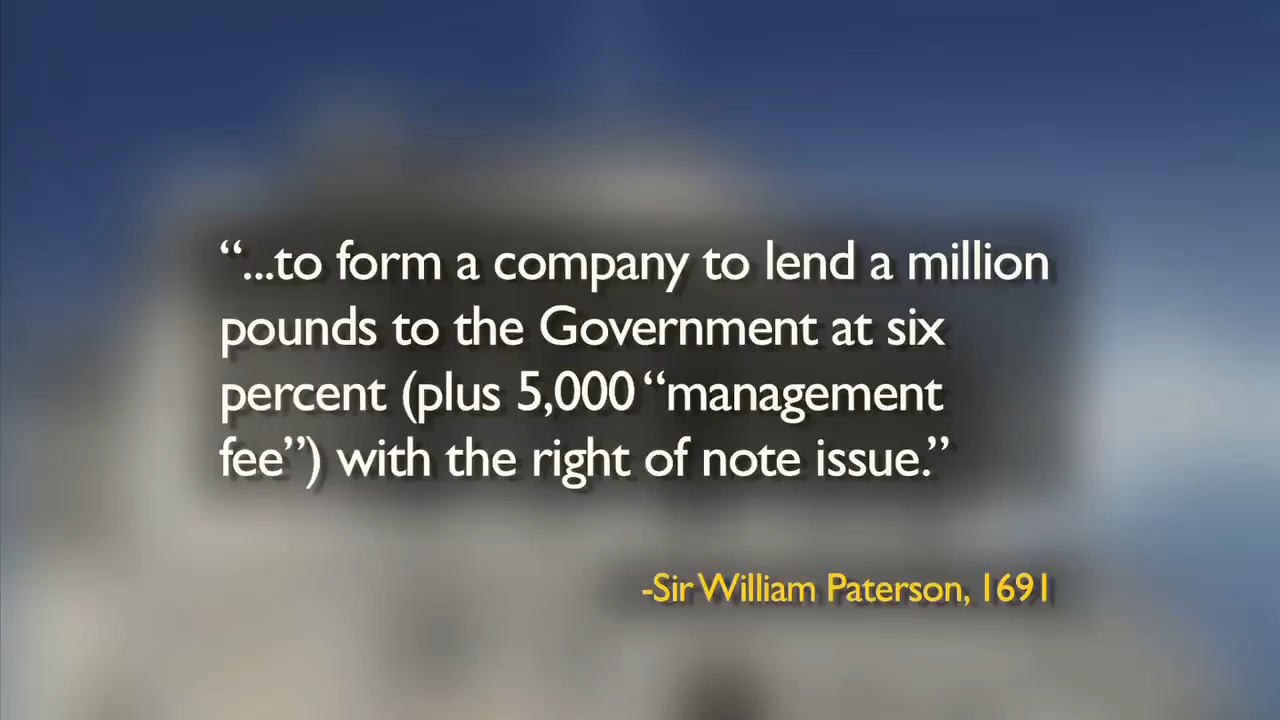 “...to form a company to lend a million
pounds to the Government at six
percent (plus 5,000 “management
fee”) with the right of note issue.”
-Sir William Paterson, 1691